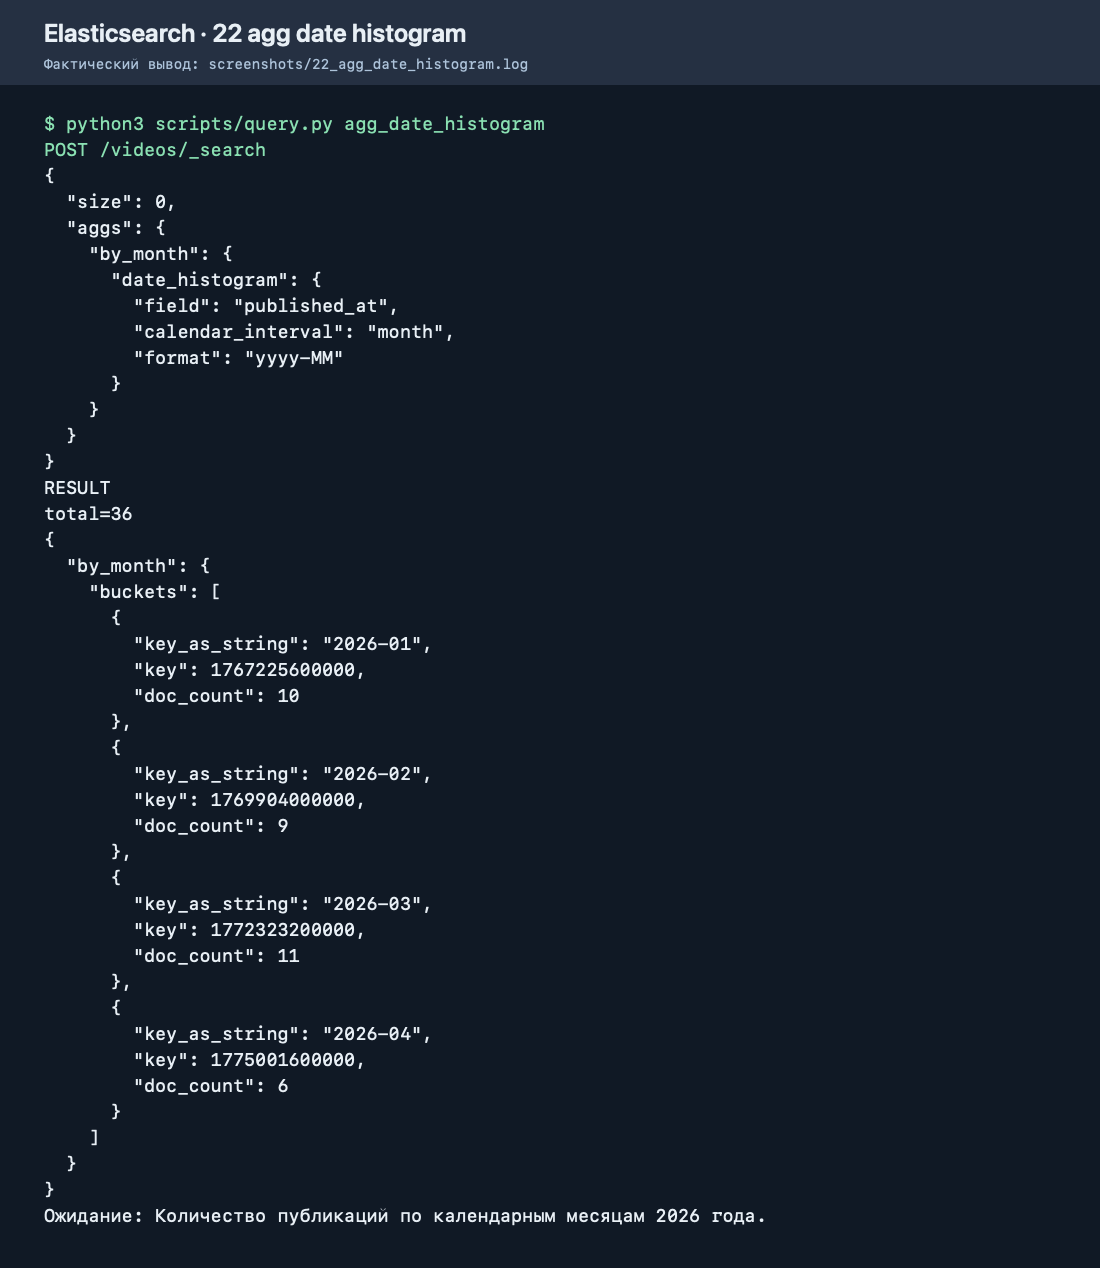 Elasticsearch · 22 agg date histogram
Фактический вывод: screenshots/22_agg_date_histogram.log
$ python3 scripts/query.py agg_date_histogram
POST /videos/_search
{
  "size": 0,
  "aggs": {
    "by_month": {
      "date_histogram": {
        "field": "published_at",
        "calendar_interval": "month",
        "format": "yyyy-MM"
      }
    }
  }
}
RESULT
total=36
{
  "by_month": {
    "buckets": [
      {
        "key_as_string": "2026-01",
        "key": 1767225600000,
        "doc_count": 10
      },
      {
        "key_as_string": "2026-02",
        "key": 1769904000000,
        "doc_count": 9
      },
      {
        "key_as_string": "2026-03",
        "key": 1772323200000,
        "doc_count": 11
      },
      {
        "key_as_string": "2026-04",
        "key": 1775001600000,
        "doc_count": 6
      }
    ]
  }
}
Ожидание: Количество публикаций по календарным месяцам 2026 года.